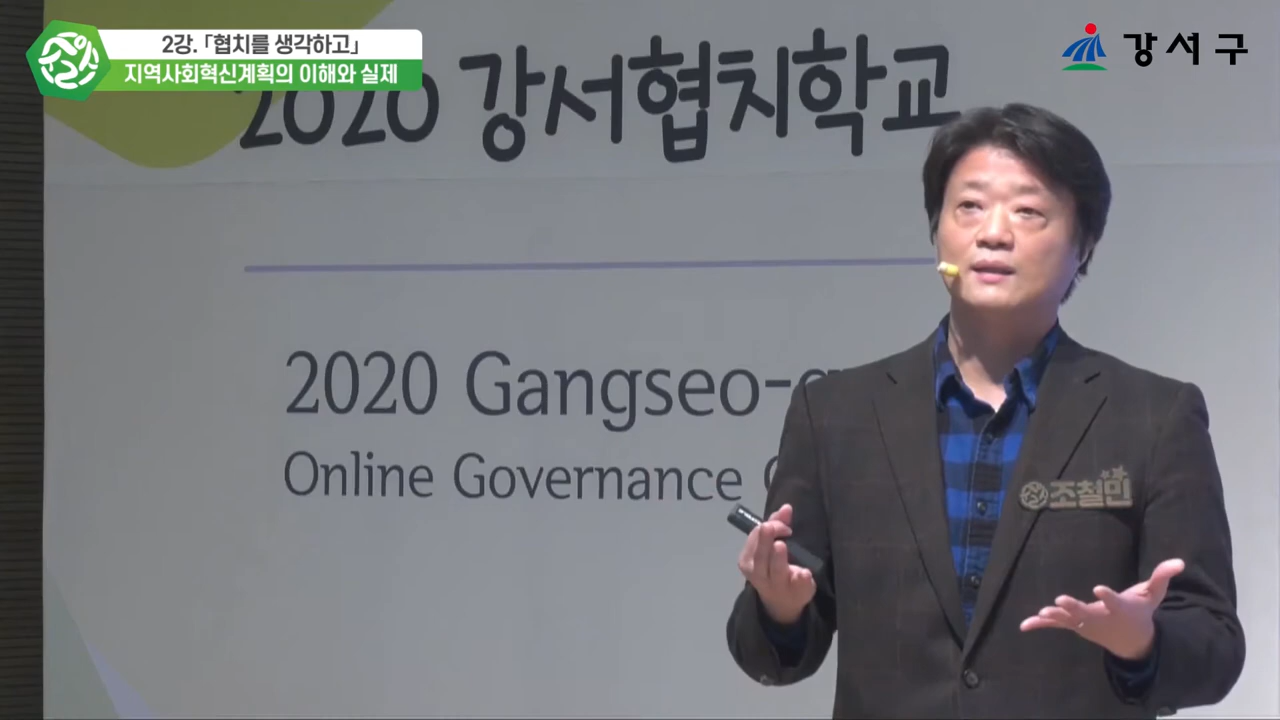 2강. 「협치를 생각하고」
지역사회혁신계획의 이해와 실제
강서구
2020 강서협치학교
2020 Gangseo-
Online Governance
조철민